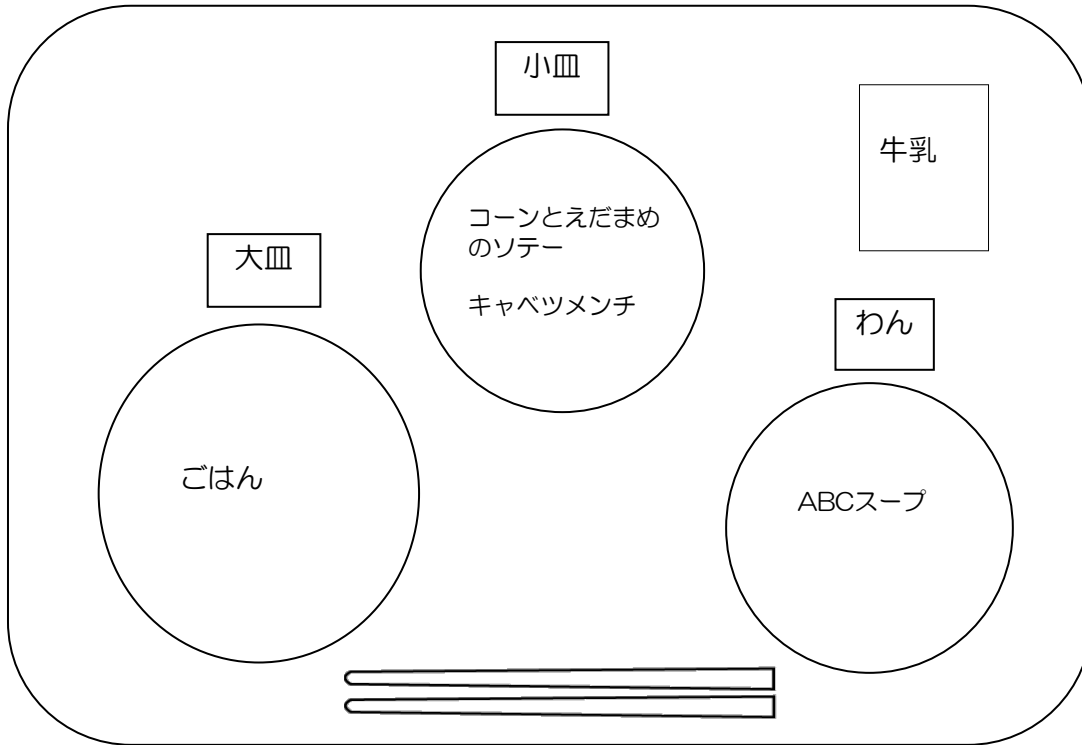 小皿
牛乳
コーンとえだまめ
のソテー
キャベツメンチ
大皿
わん
ごはん
ABCスープ